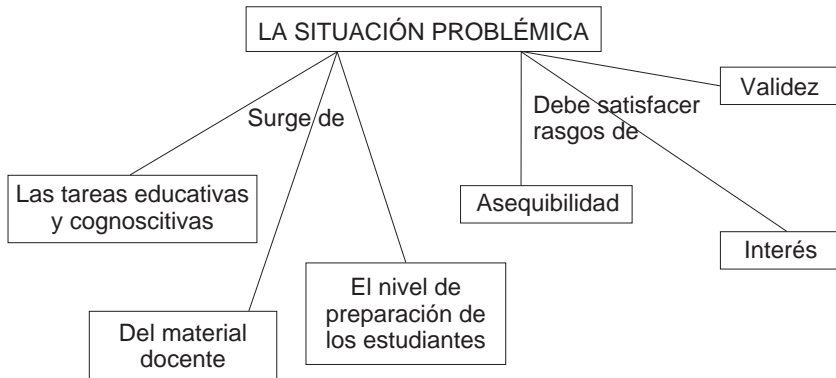 LA SITUACIÓN PROBLÉMICA
Surge de
Debe satisfacer
rasgos de
Validez
Las tareas educativas
y cognoscitivas
Asequibilidad
Interés
El nivel de
preparación de
los estudiantes
Del material
docente